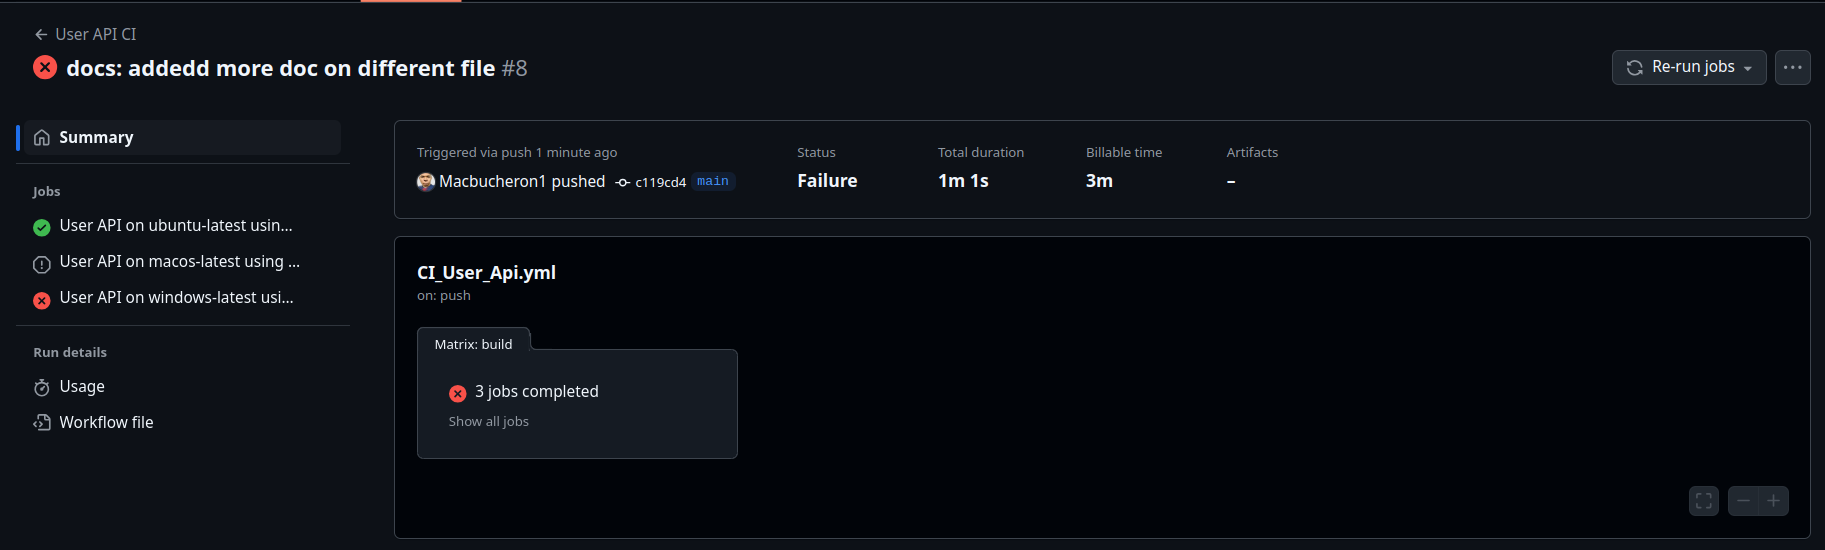 User API CI
docs: addedd more doc on different file #8
Re-run jobs
Summary
Jobs
User API on ubuntu-latest usin...
User API on macos-latest using ...
User API on windows-latest usi...
Run details
Usage
Workflow file
Triggered via push 1 minute ago
Macbucheron1 pushed c119cd4 main
Status
Failure
Total duration
1m 1s
Billable time
3m
Artifacts
–
CI_User_Api.yml
on: push
Matrix: build
3 jobs completed
Show all jobs